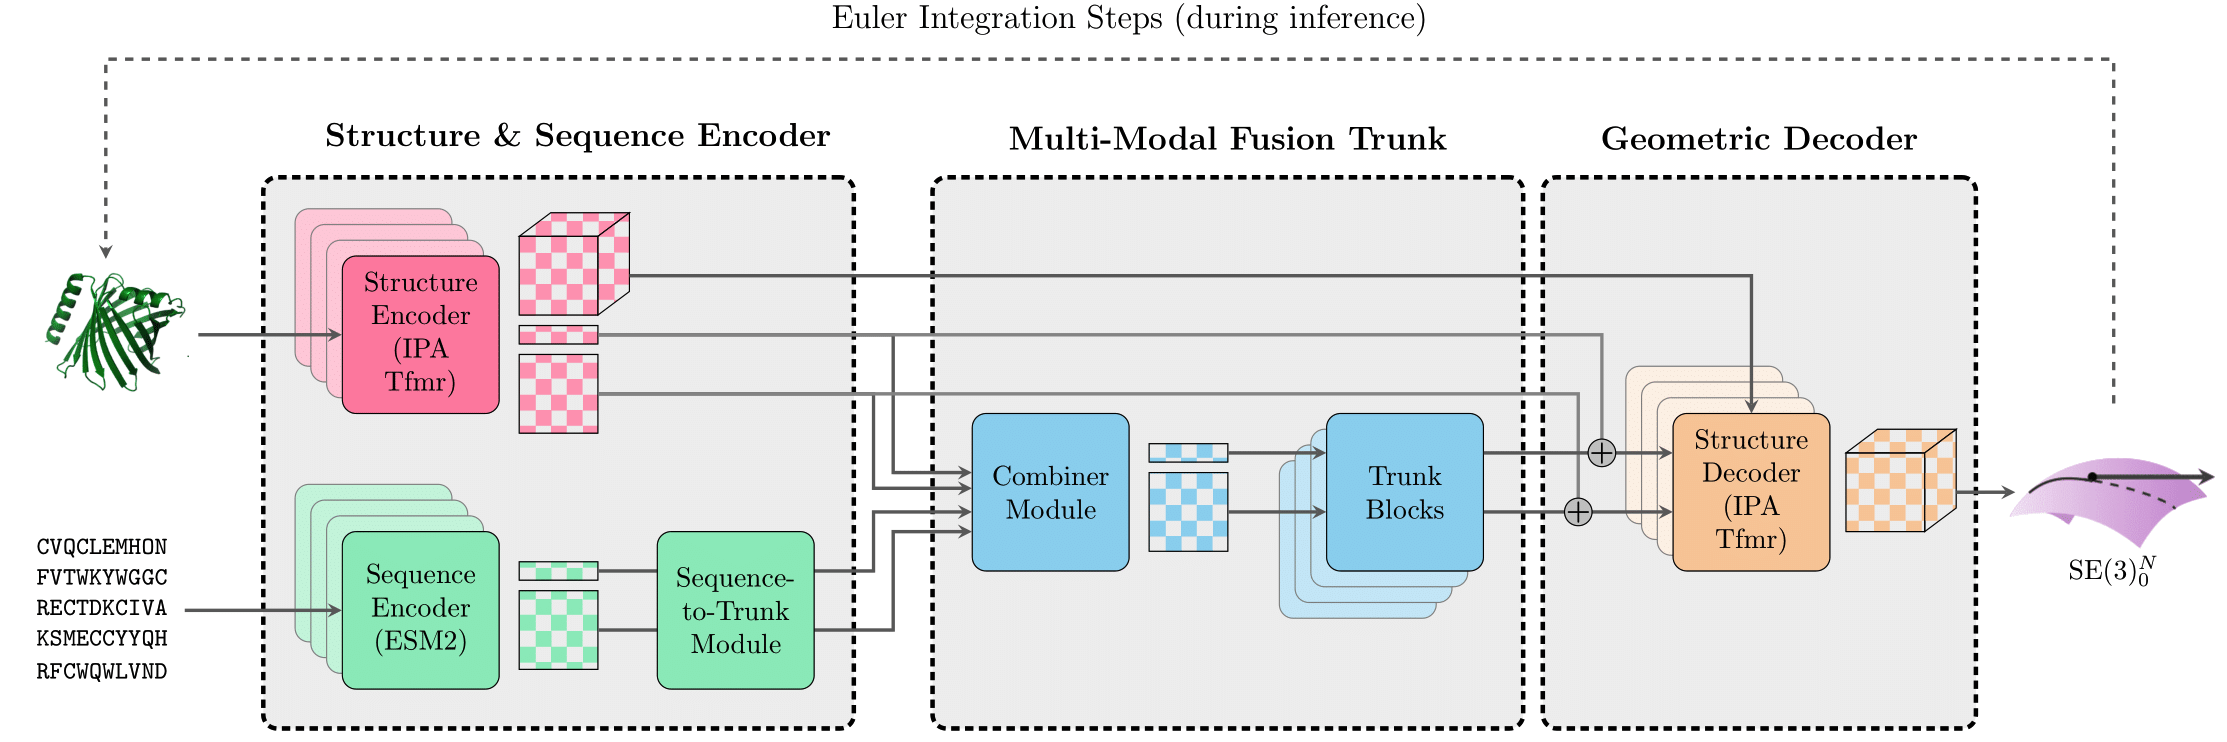 Euler Integration Steps (during inference)
Structure & Sequence Encoder
Multi-Modal Fusion Trunk
Geometric Decoder
Structure
Encoder
(IPA
Tfmr)
CVQCLEMHON
FVTWKYWGGC
RECTDKCIVA
KSMECCYYQH
RFCWQWLVND
Sequence
Encoder
(ESM2)
Sequence-
to-Trunk
Module
Combiner
Module
Trunk
Blocks
Structure
Decoder
(IPA
Tfmr)
SE(3)₀ᴺ